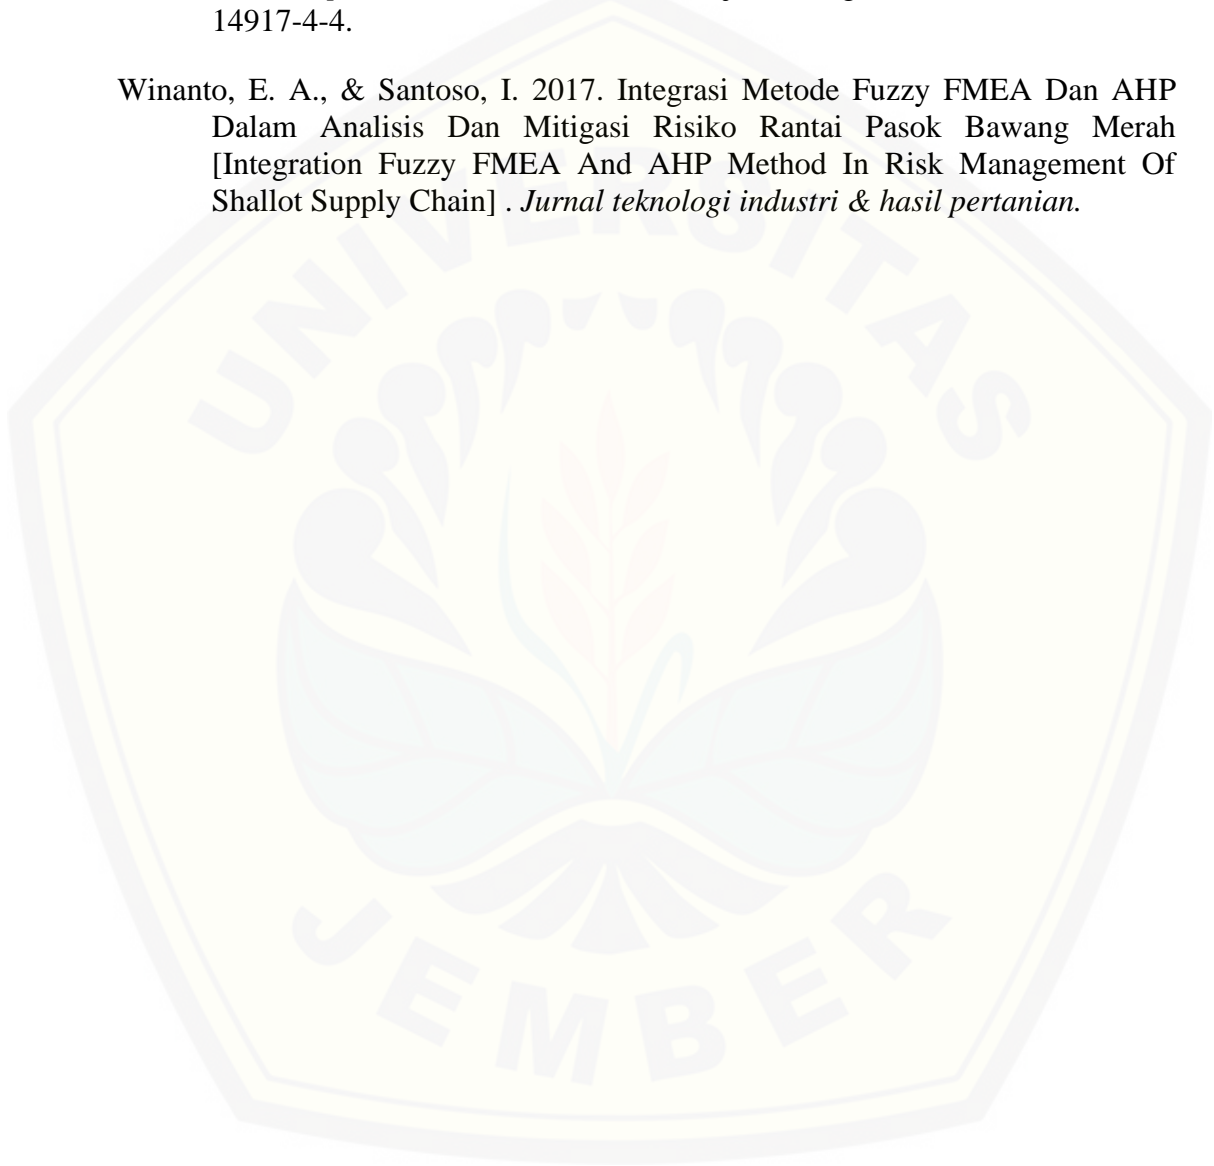 14917-4-4.
Winanto, E. A., & Santoso, I. 2017. Integrasi Metode Fuzzy FMEA Dan AHP
Dalam Analisis Dan Mitigasi Risiko Rantai Pasok Bawang Merah
[Integration Fuzzy FMEA And AHP Method In Risk Management Of
Shallot Supply Chain] . Jurnal teknologi industri & hasil pertanian.
UNIVERSITAS
JEMBER